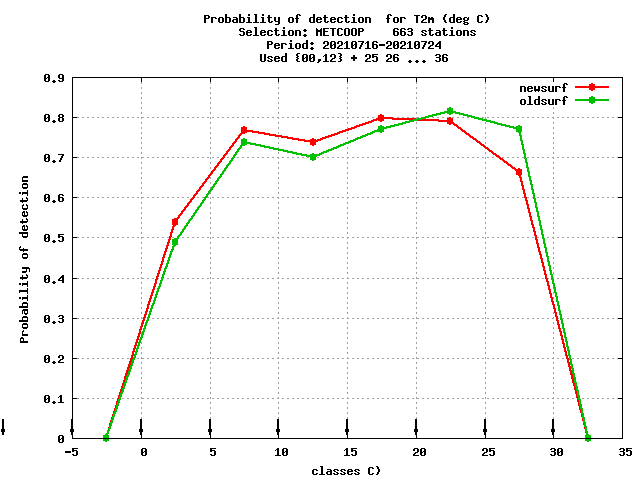 Probability of detection  for T2m (deg C)
Selection: METCOOP    663 stations
Period: 20210716-20210724
Used {00,12} + 25 26 ... 36
newsurf
oldsurf
Probability of detection
0.9
0.8
0.7
0.6
0.5
0.4
0.3
0.2
0.1
0
-5 0 5 10 15 20 25 30 35
classes C)